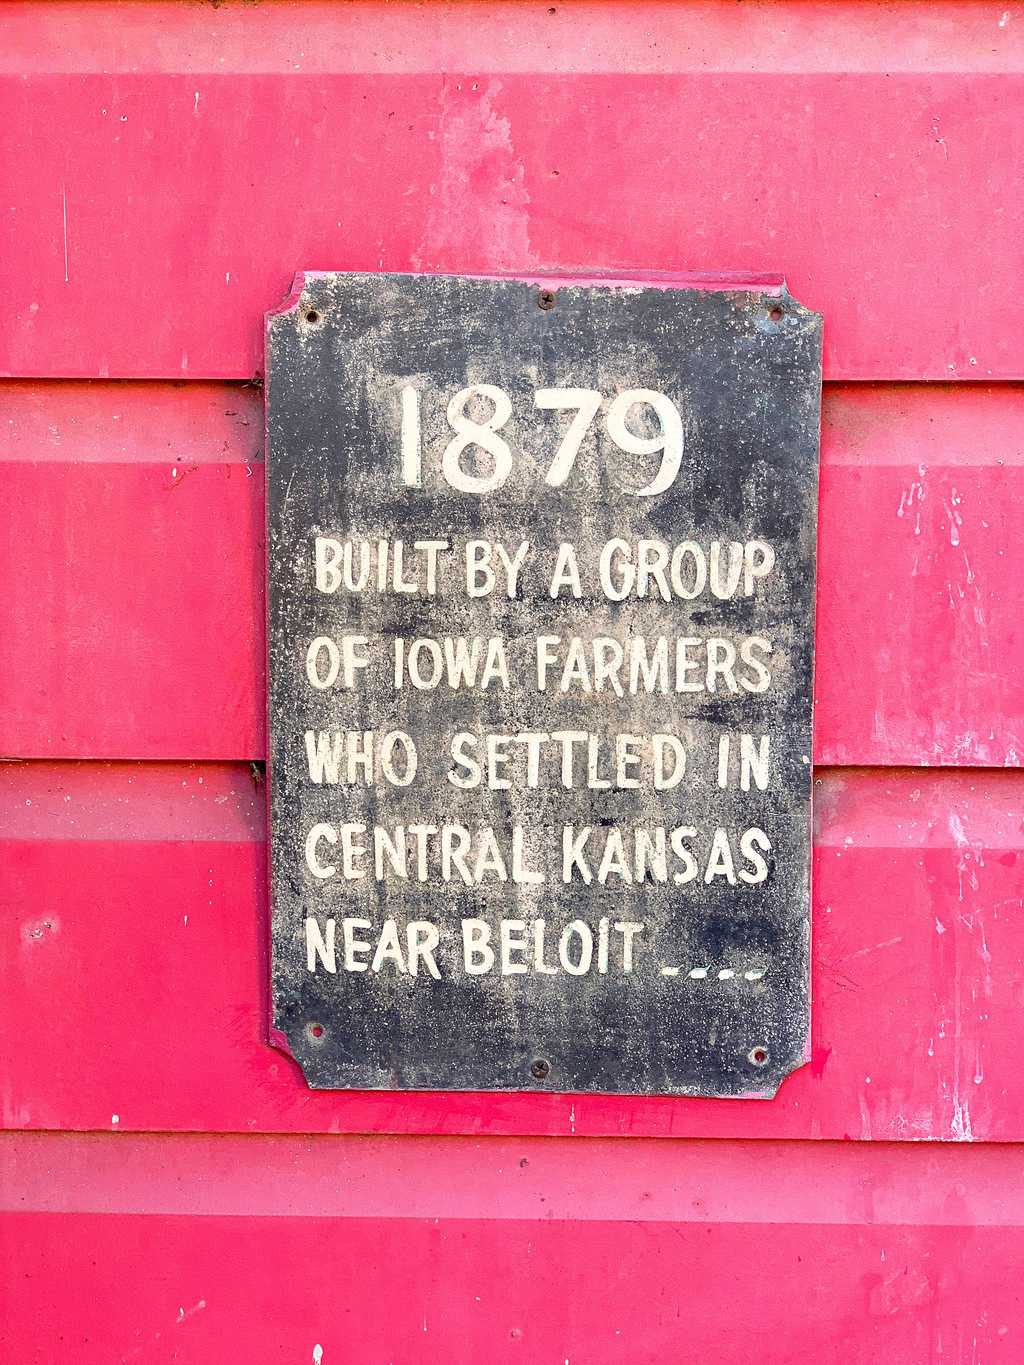 1879
BUILT BY A GROUP
OF IOWA FARMERS
WHO SETTLED IN
CENTRAL KANSAS
NEAR BELOIT ....